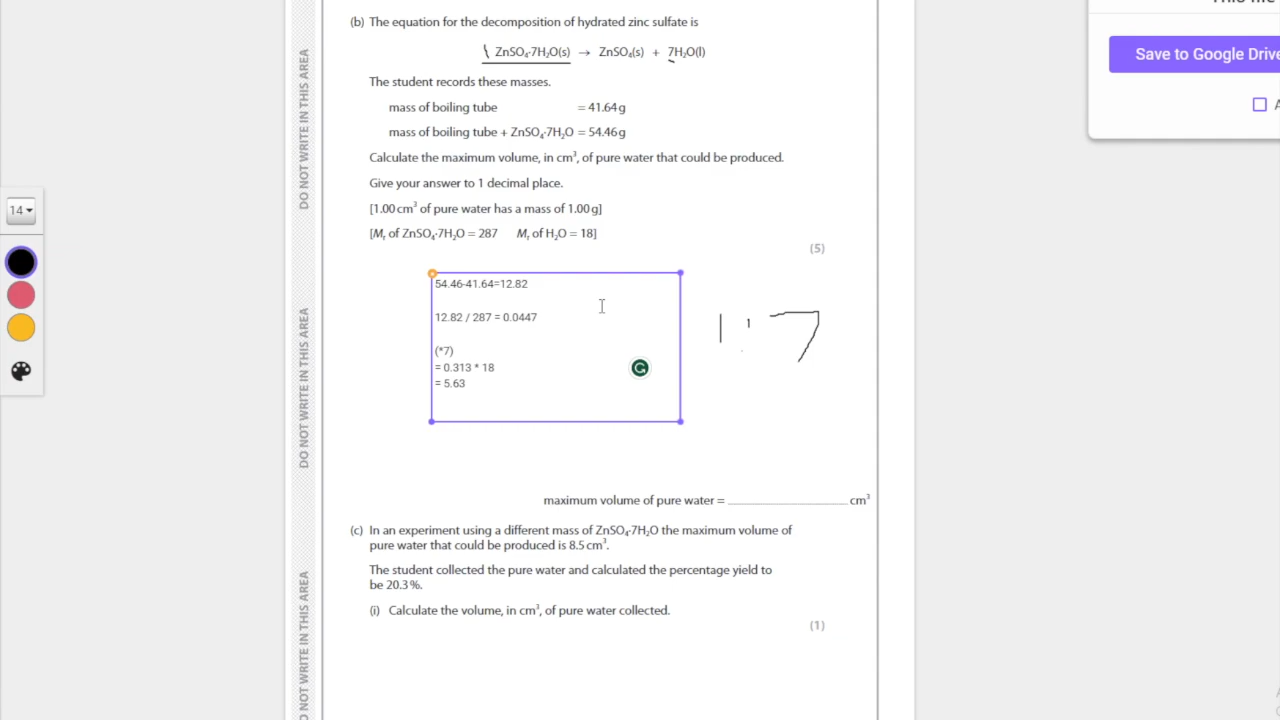 This file
(b) The equation for the decomposition of hydrated zinc sulfate is
ZnSO₄·7H₂O(s) → ZnSO₄(s) + 7H₂O(l)
Save to Google Drive
The student records these masses.
mass of boiling tube = 41.64 g
mass of boiling tube + ZnSO₄·7H₂O = 54.46 g
Calculate the maximum volume, in cm³, of pure water that could be produced.
Give your answer to 1 decimal place.
[1.00 cm³ of pure water has a mass of 1.00 g]
[Mᵣ of ZnSO₄·7H₂O = 287 Mᵣ of H₂O = 18]
(5)
14
54.46-41.64=12.82
12.82 / 287 = 0.0447
(*7)
= 0.313 * 18
= 5.63
1:7
maximum volume of pure water = ______ cm³
(c) In an experiment using a different mass of ZnSO₄·7H₂O the maximum volume of
pure water that could be produced is 8.5 cm³.
The student collected the pure water and calculated the percentage yield to
be 20.3 %.
(i) Calculate the volume, in cm³, of pure water collected.
(1)
DO NOT WRITE IN THIS AREA
DO NOT WRITE IN THIS AREA
DO NOT WRITE IN THIS AREA